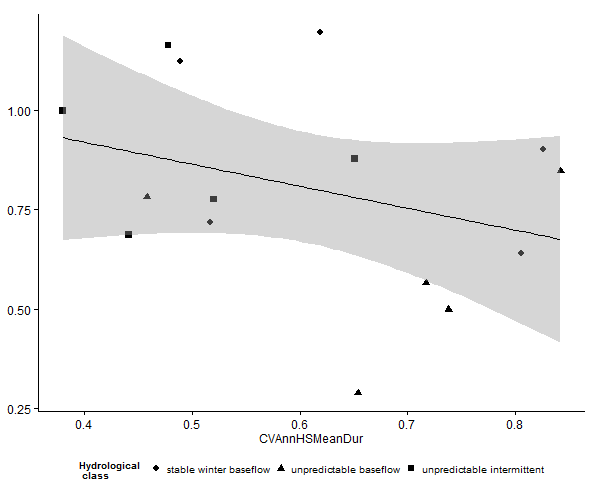 1.00
0.75
0.50
0.25
0.4 0.5 0.6 0.7 0.8
CVAnnHSMeanDur
Hydrological
class
stable winter baseflow unpredictable baseflow unpredictable intermittent